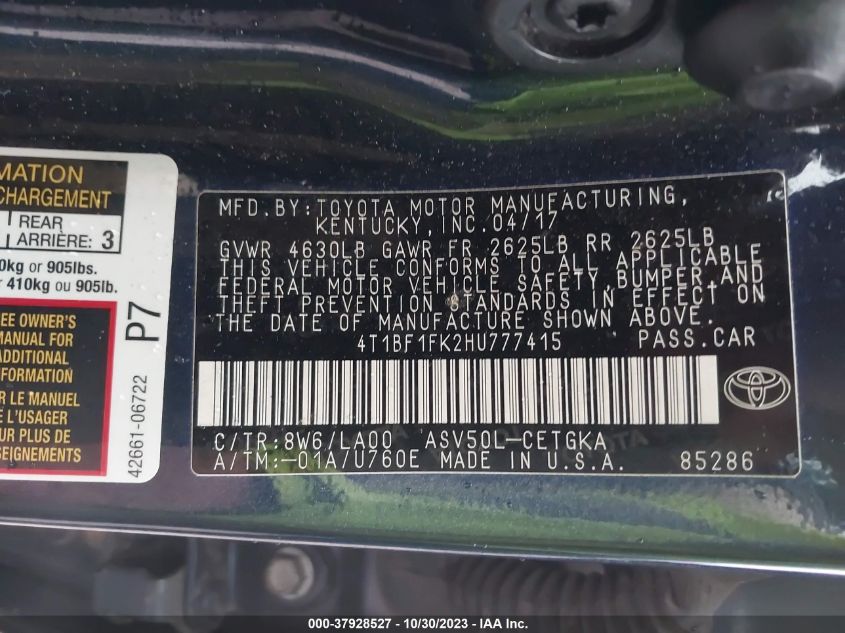 MATION
CHARGEMENT
REAR
ARRIÈRE: 3
0kg or 905lbs.
r 410kg ou 905lb.
EE OWNER'S
MANUAL FOR
ADDITIONAL
INFORMATION
R LE MANUEL
E L'USAGER
R PLUS DE
P7
42661-06722
MFD.BY:TOYOTA MOTOR MANUFACTURING,
KENTUCKY, INC.04/17
GVWR 4630LB GAWR FR 2625LB RR 2625LB
THIS VEHICLE CONFORMS TO ALL APPLICABLE
FEDERAL MOTOR VEHICLE SAFETY,BUMPER,AND
THEFT PREVENTION STANDARDS IN EFFECT ON
THE DATE OF MANUFACTURE SHOWN ABOVE.
4T1BF1FK2HU777415 PASS.CAR
C/TR:8W6/LA00 ASV50L-CETGKA
A/TM:-01A/U760E MADE IN U.S.A. 85286
000-37928527 - 10/30/2023 - IAAI Inc.